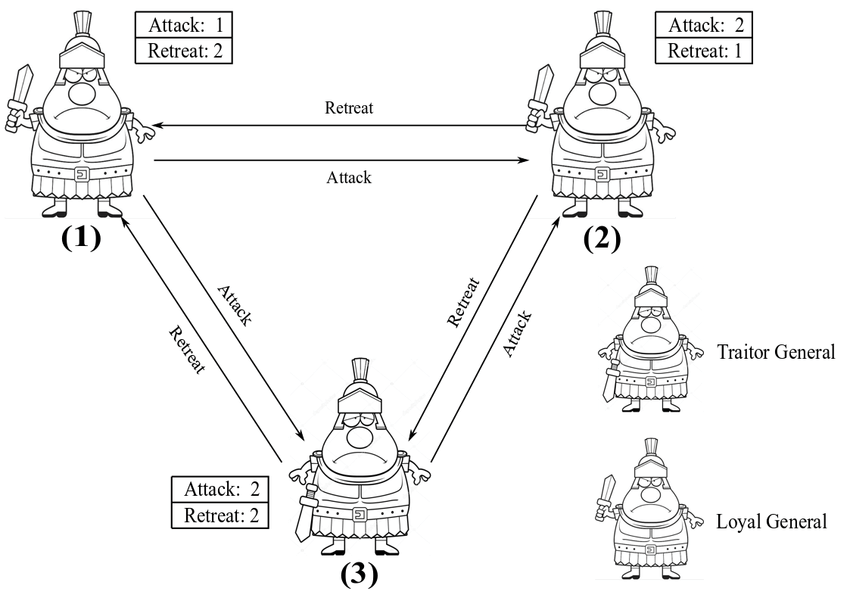 Attack: 1
Retreat: 2
Attack: 2
Retreat: 1
Retreat
Attack
(1)
(2)
Attack
Retreat
Retreat
Attack
Traitor General
Attack: 2
Retreat: 2
Loyal General
(3)